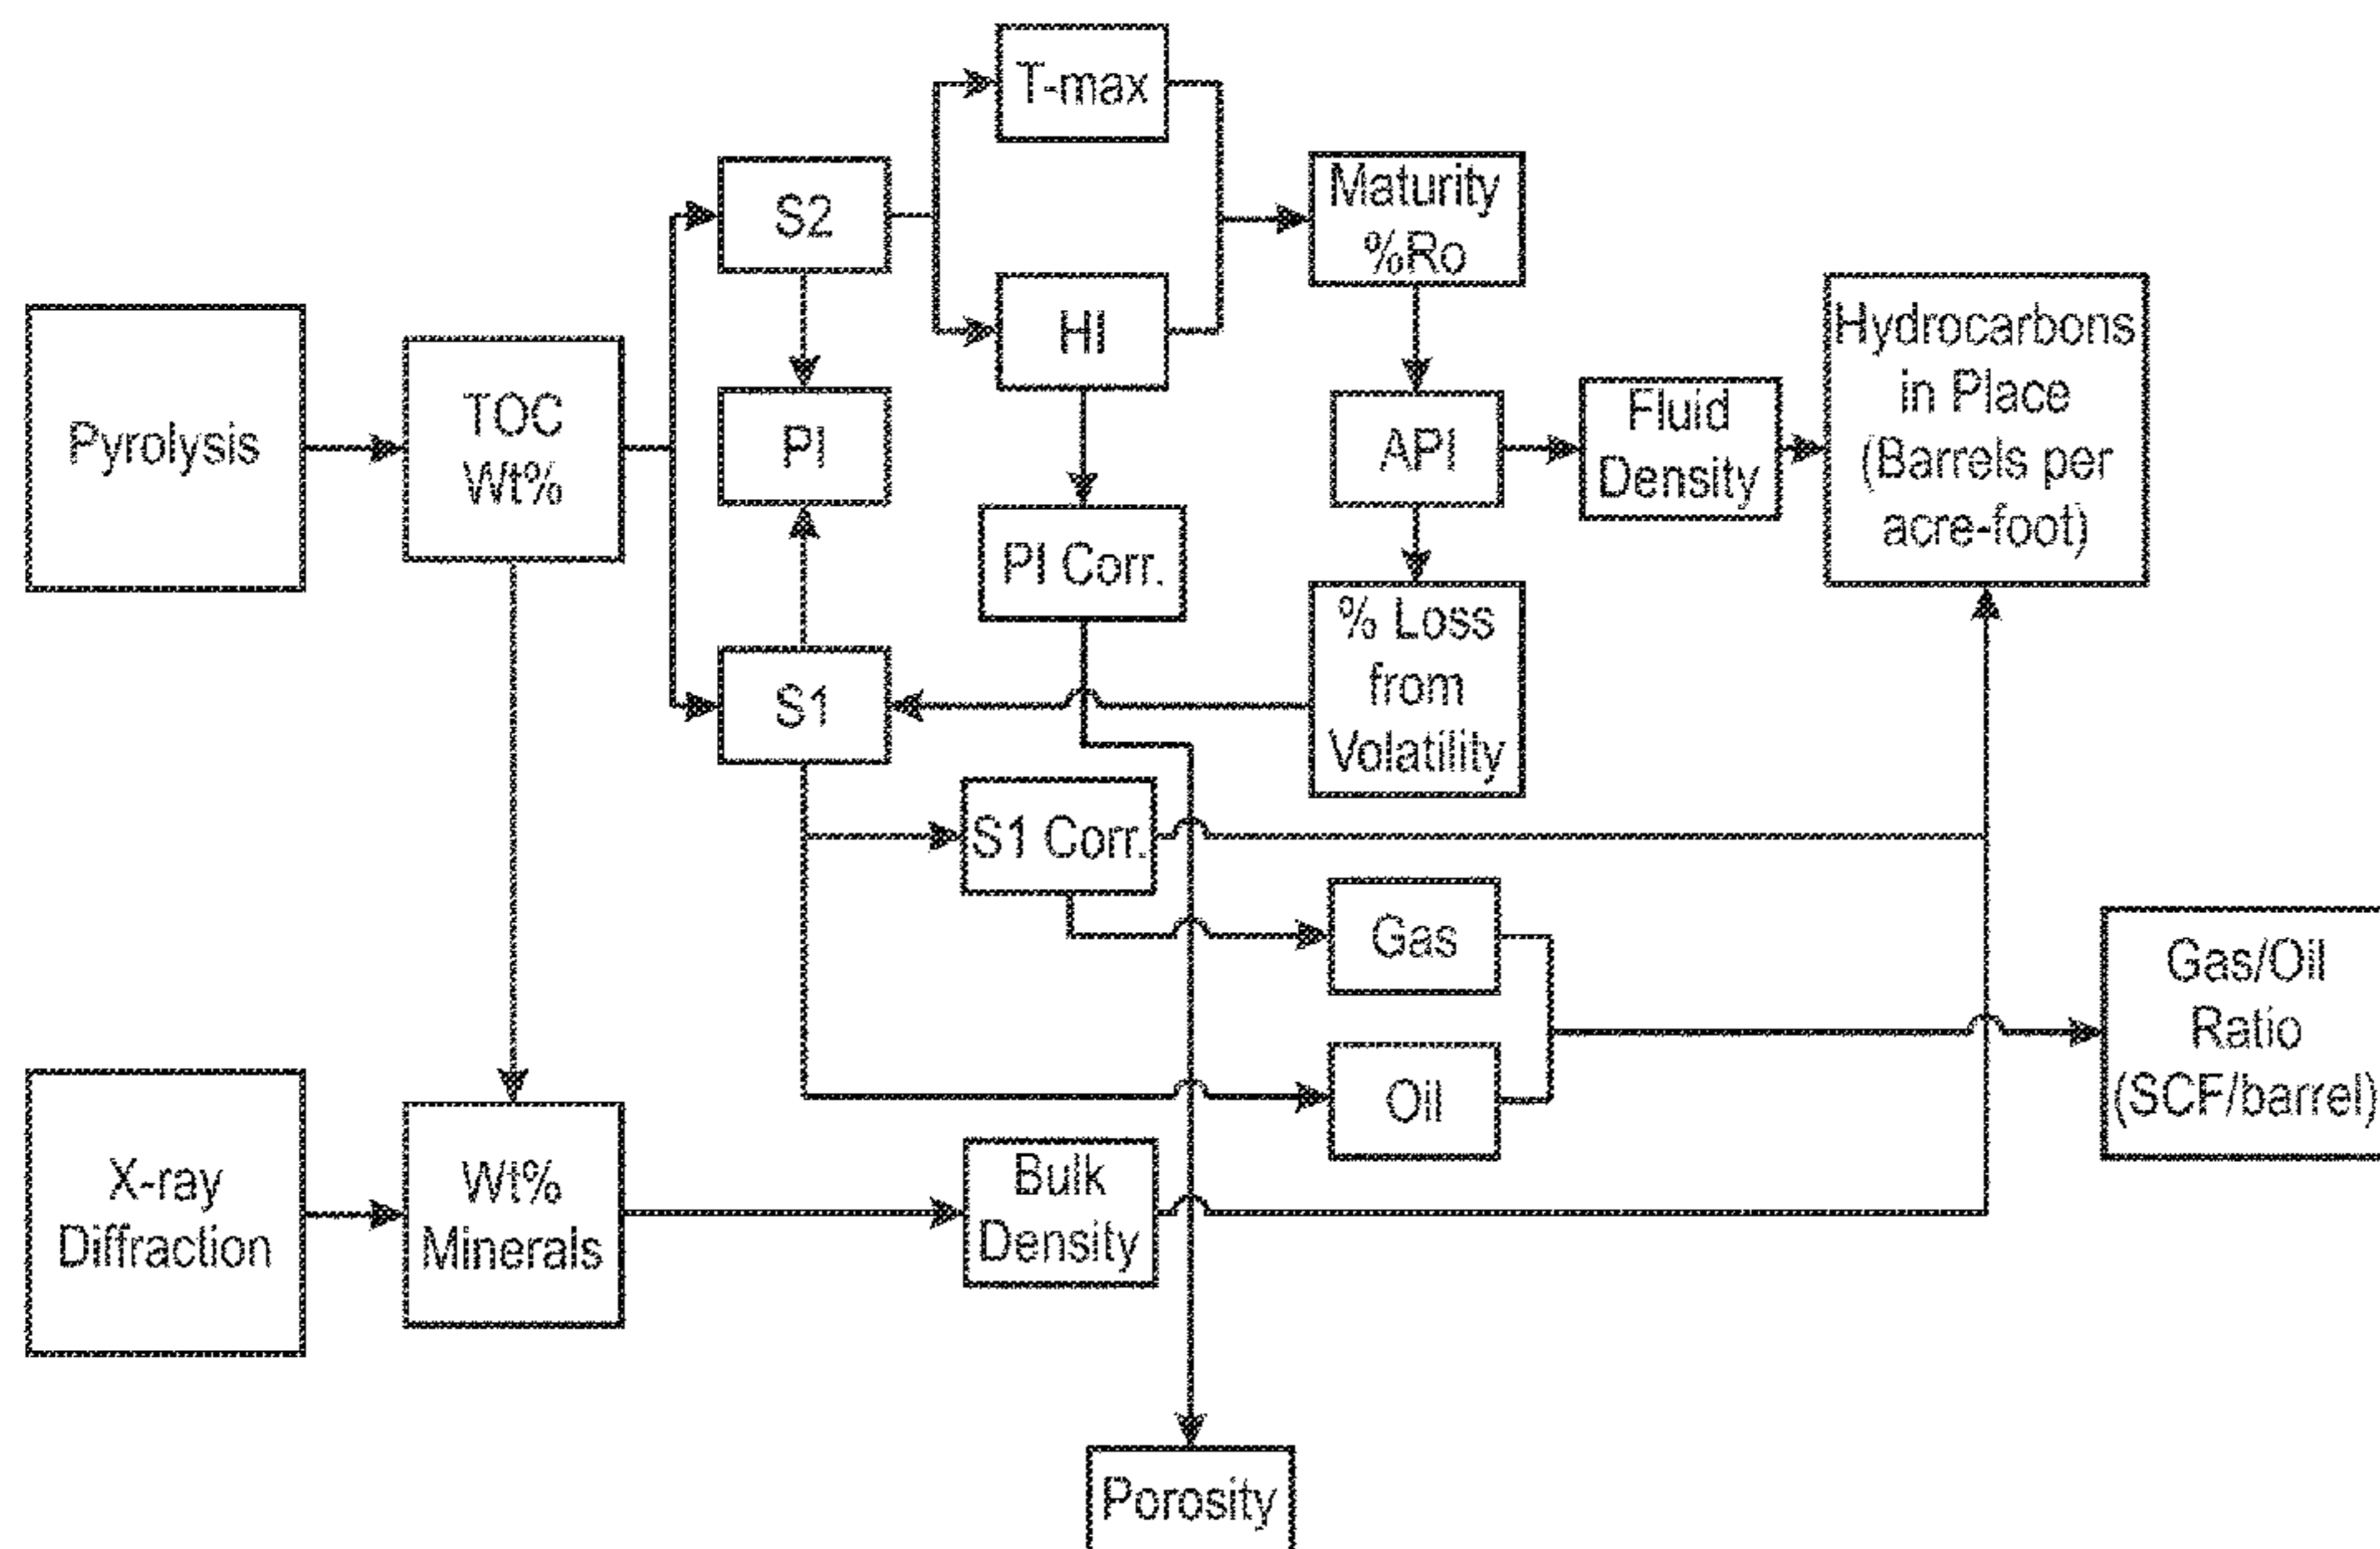 T-max
S2
Maturity
%Ro
Pyrolysis
TOC
Wt%
PI
HI
API
Fluid
Density
Hydrocarbons
in Place
(Barrels per
acre-foot)
PI Corr.
% Loss
from
Volatility
S1
S1 Corr.
Gas
Gas/Oil
Ratio
(SCF/barrel)
Oil
X-ray
Diffraction
Wt%
Minerals
Bulk
Density
Porosity